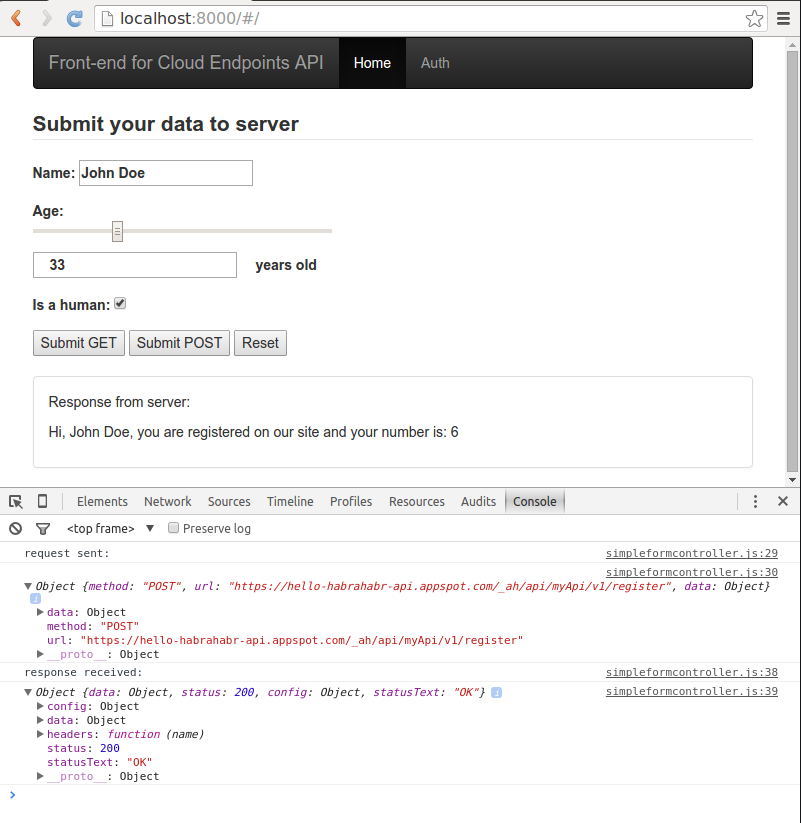 localhost:8000/#/
Front-end for Cloud Endpoints API Home Auth
Submit your data to server
Name: John Doe
Age:
33 years old
Is a human:
Submit GET Submit POST Reset
Response from server:
Hi, John Doe, you are registered on our site and your number is: 6
Elements Network Sources Timeline Profiles Resources Audits Console
<top frame> ▼ Preserve log
request sent: simpleformcontroller.js:29
simpleformcontroller.js:30
▼Object {method: "POST", url: "https://hello-habrahabr-api.appspot.com/_ah/api/myApi/v1/register", data: Object}
i
▶data: Object
method: "POST"
url: "https://hello-habrahabr-api.appspot.com/_ah/api/myApi/v1/register"
▶__proto__: Object
response received: simpleformcontroller.js:38
▼Object {data: Object, status: 200, config: Object, statusText: "OK"} i simpleformcontroller.js:39
▶config: Object
▶data: Object
▶headers: function (name)
status: 200
statusText: "OK"
▶__proto__: Object
>